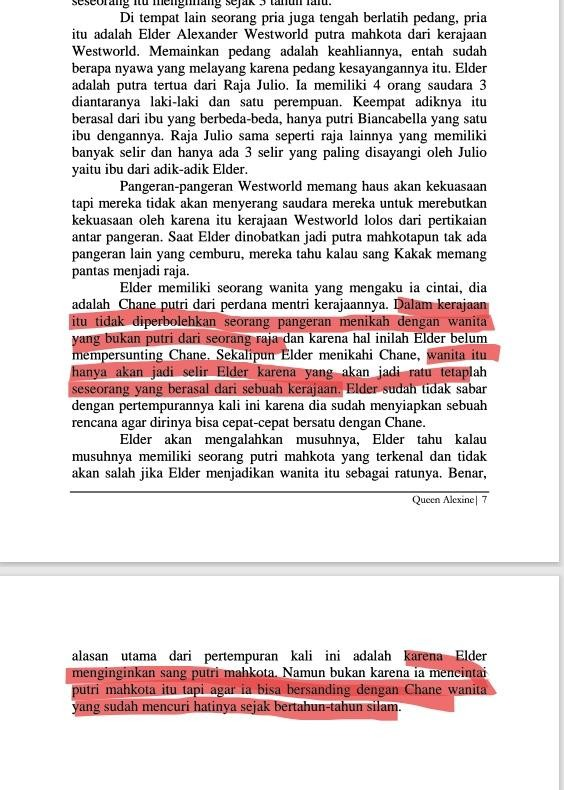 seseorang itu menghilang sejak 3 tahun lalu.
Di tempat lain seorang pria juga tengah berlatih pedang, pria
itu adalah Elder Alexander Westworld putra mahkota dari kerajaan
Westworld. Memainkan pedang adalah keahliannya, entah sudah
berapa nyawa yang melayang karena pedang kesayangannya itu. Elder
adalah putra tertua dari Raja Julio. Ia memiliki 4 orang saudara 3
diantaranya laki-laki dan satu perempuan. Keempat adiknya itu
berasal dari ibu yang berbeda-beda, hanya putri Biancabella yang satu
ibu dengannya. Raja Julio sama seperti raja lainnya yang memiliki
banyak selir dan hanya ada 3 selir yang paling disayangi oleh Julio
yaitu ibu dari adik-adik Elder.
Pangeran-pangeran Westworld memang haus akan kekuasaan
tapi mereka tidak akan menyerang saudara mereka untuk merebutkan
kekuasaan oleh karena itu kerajaan Westworld lolos dari pertikaian
antar pangeran. Saat Elder dinobatkan jadi putra mahkotapun tak ada
pangeran lain yang cemburu, mereka tahu kalau sang Kakak memang
pantas menjadi raja.
Elder memiliki seorang wanita yang mengaku ia cintai, dia
adalah Chane putri dari perdana mentri kerajaannya. Dalam kerajaan
itu tidak diperbolehkan seorang pangeran menikah dengan wanita
yang bukan putri dari seorang raja dan karena hal inilah Elder belum
mempersunting Chane. Sekalipun Elder menikahi Chane, wanita itu
hanya akan jadi selir Elder karena yang akan jadi ratu tetaplah
seseorang yang berasal dari sebuah kerajaan. Elder sudah tidak sabar
dengan pertempurannya kali ini karena dia sudah menyiapkan sebuah
rencana agar dirinya bisa cepat-cepat bersatu dengan Chane.
Elder akan mengalahkan musuhnya, Elder tahu kalau
musuhnya memiliki seorang putri mahkota yang terkenal dan tidak
akan salah jika Elder menjadikan wanita itu sebagai ratunya. Benar,
Queen Alexine| 7
alasan utama dari pertempuran kali ini adalah karena Elder
menginginkan sang putri mahkota. Namun bukan karena ia mencintai
putri mahkota itu tapi agar ia bisa bersanding dengan Chane wanita
yang sudah mencuri hatinya sejak bertahun-tahun silam.